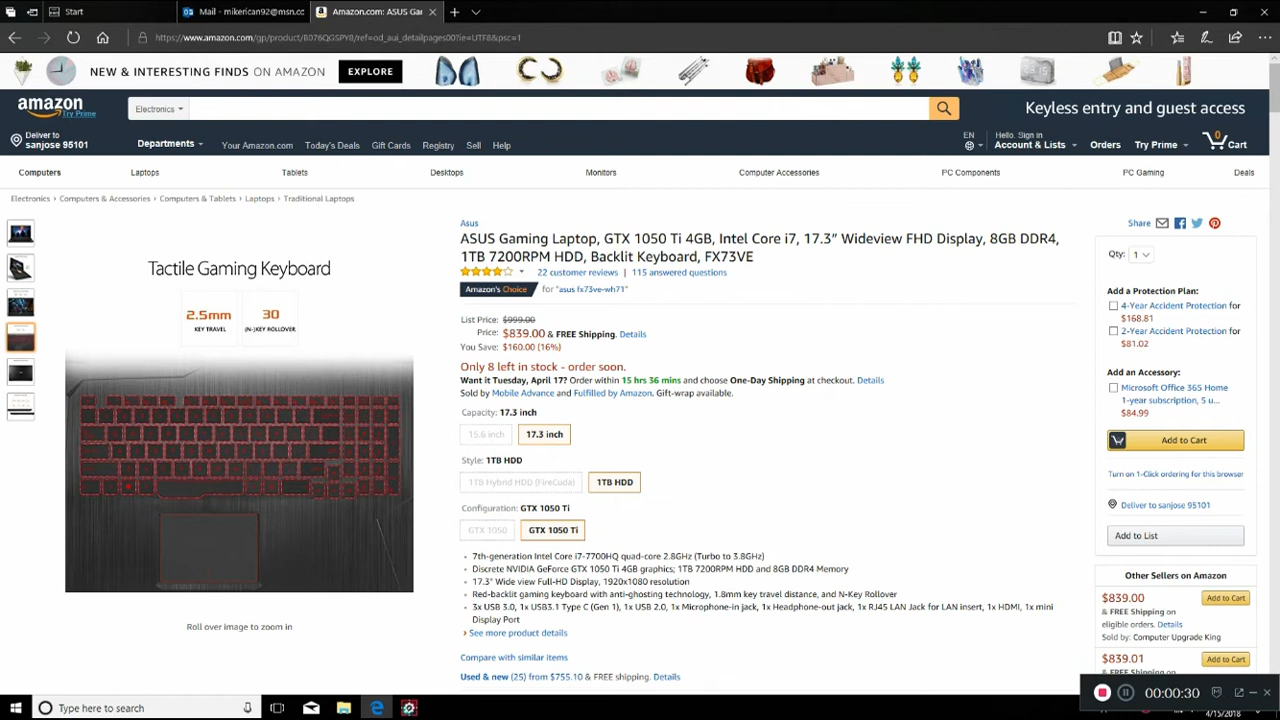 Start
Mail - mikerican92@msn.co
Amazon.com: ASUS Ga
https://www.amazon.com/gp/product/B076QGSPY8/ref=od_aui_detailpages00?ie=UTF8&psc=1
NEW & INTERESTING FINDS ON AMAZON EXPLORE
amazon Try Prime
Electronics
Keyless entry and guest access
Deliver to
sanjose 95101
Departments
Your Amazon.com Today's Deals Gift Cards Registry Sell Help
EN
Hello. Sign in
Account & Lists
Orders
Try Prime
0
Cart
Computers Laptops Tablets Desktops Monitors Computer Accessories PC Components PC Gaming Deals
Electronics › Computers & Accessories › Computers & Tablets › Laptops › Traditional Laptops
Tactile Gaming Keyboard
2.5mm
KEY TRAVEL
30
(N-)KEY ROLLOVER
Roll over image to zoom in
Asus
ASUS Gaming Laptop, GTX 1050 Ti 4GB, Intel Core i7, 17.3” Wideview FHD Display, 8GB DDR4,
1TB 7200RPM HDD, Backlit Keyboard, FX73VE
22 customer reviews | 115 answered questions
Amazon's Choice for "asus fx73ve-wh71"
List Price: $999.00
Price: $839.00 & FREE Shipping. Details
You Save: $160.00 (16%)
Only 8 left in stock - order soon.
Want it Tuesday, April 17? Order within 15 hrs 36 mins and choose One-Day Shipping at checkout. Details
Sold by Mobile Advance and Fulfilled by Amazon. Gift-wrap available.
Capacity: 17.3 inch
15.6 inch 17.3 inch
Style: 1TB HDD
1TB Hybrid HDD (FireCuda) 1TB HDD
Configuration: GTX 1050 Ti
GTX 1050 GTX 1050 Ti
• 7th-generation Intel Core i7-7700HQ quad-core 2.8GHz (Turbo to 3.8GHz)
• Discrete NVIDIA GeForce GTX 1050 Ti 4GB graphics; 1TB 7200RPM HDD and 8GB DDR4 Memory
• 17.3" Wide view Full-HD Display, 1920x1080 resolution
• Red-backlit gaming keyboard with anti-ghosting technology, 1.8mm key travel distance, and N-Key Rollover
• 3x USB 3.0, 1x USB3.1 Type C (Gen 1), 1x USB 2.0, 1x Microphone-in jack, 1x Headphone-out jack, 1x RJ45 LAN Jack for LAN insert, 1x HDMI, 1x mini
Display Port
› See more product details
Compare with similar items
Used & new (25) from $755.10 & FREE shipping. Details
Share
Qty: 1
Add a Protection Plan:
4-Year Accident Protection for
$168.81
2-Year Accident Protection for
$81.02
Add an Accessory:
Microsoft Office 365 Home
1-year subscription, 5 u...
$84.99
Add to Cart
Turn on 1-Click ordering for this browser
Deliver to sanjose 95101
Add to List
Other Sellers on Amazon
$839.00 Add to Cart
& FREE Shipping on
eligible orders. Details
Sold by: Computer Upgrade King
$839.01 Add to Cart
00:00:30
Type here to search
4/15/2018